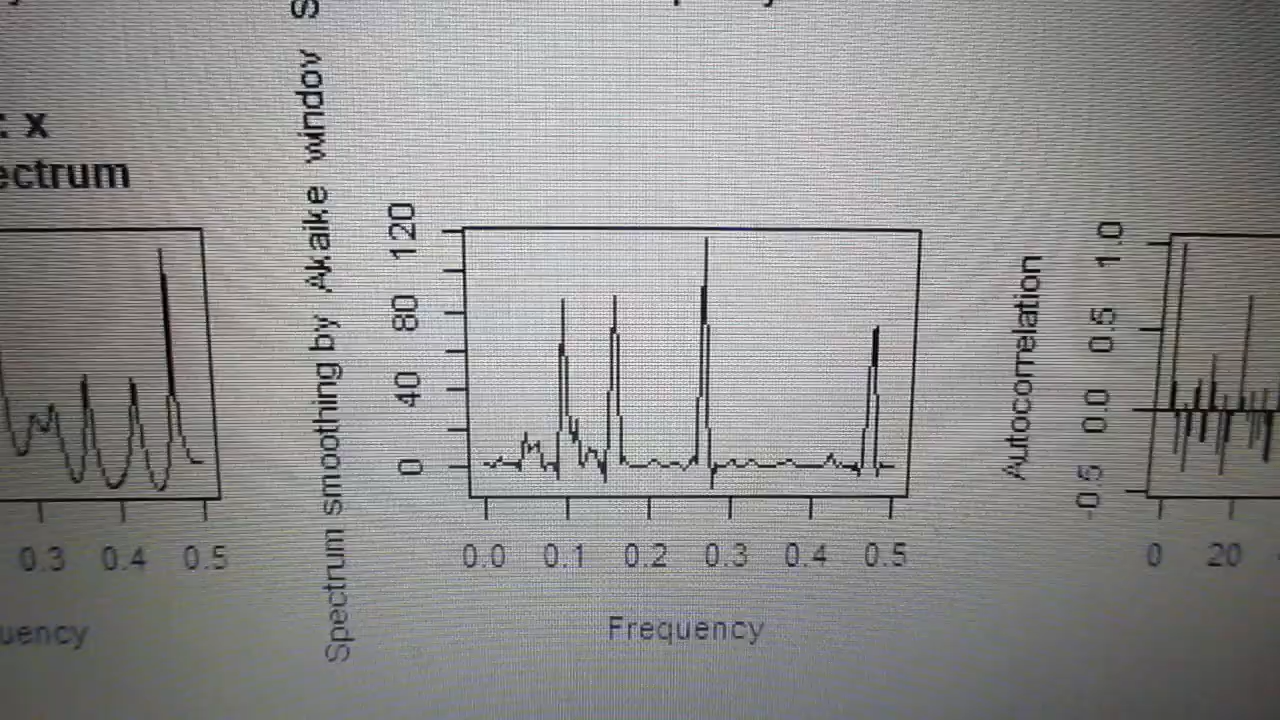 : x
ectrum
0.3 0.4 0.5
uency
Spectrum smoothing by Akaike window
0 40 80 120
0.0 0.1 0.2 0.3 0.4 0.5
Frequency
Autocorrelation
-0.5 0.0 0.5 1.0
0 20